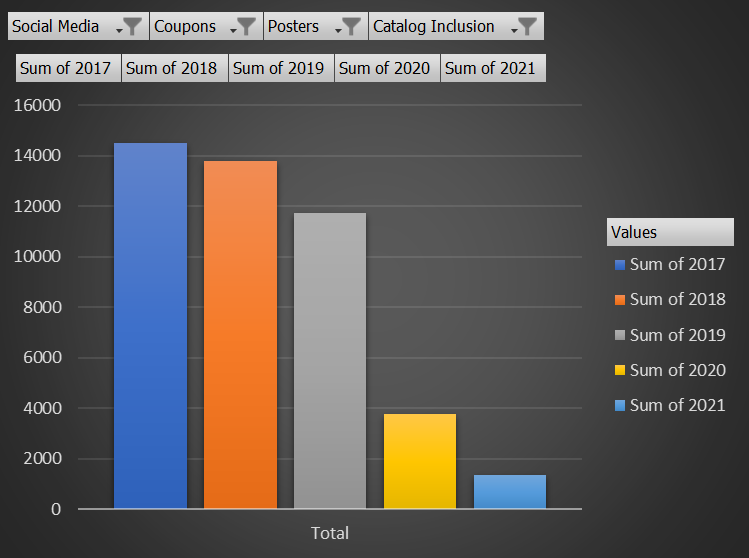 Social Media Coupons Posters Catalog Inclusion
Sum of 2017 Sum of 2018 Sum of 2019 Sum of 2020 Sum of 2021
16000
14000
12000
10000
8000
6000
4000
2000
0
Total
Values
Sum of 2017
Sum of 2018
Sum of 2019
Sum of 2020
Sum of 2021